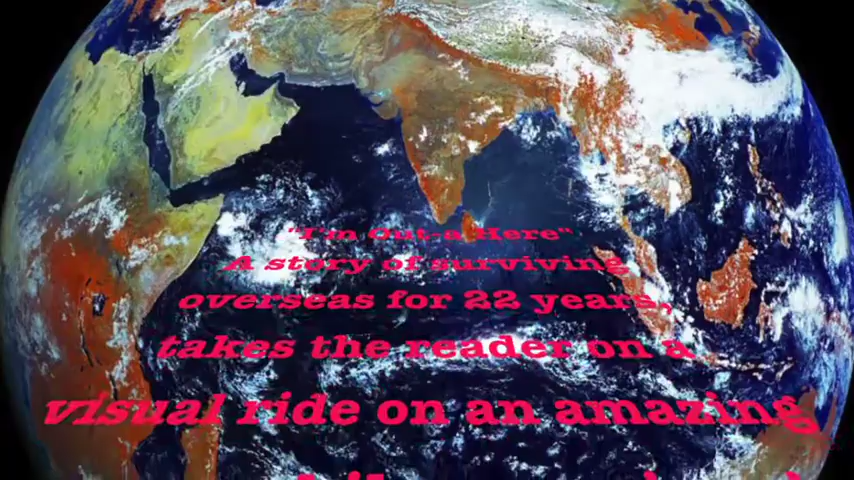 "I'm Out-a Here"
A story of surviving
overseas for 22 years,
takes the reader on a
visual ride on an amazing